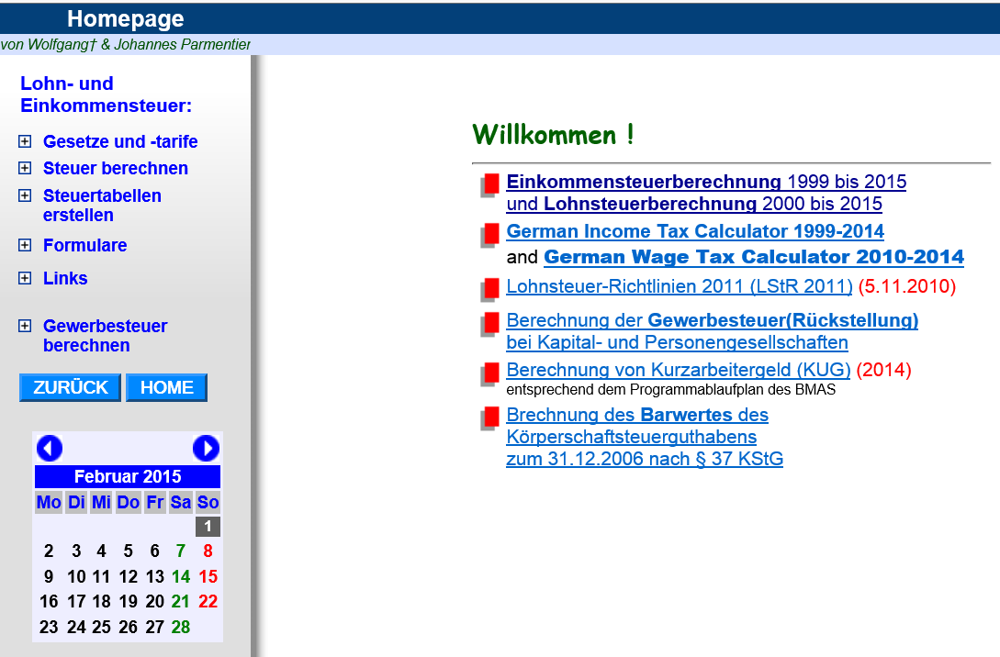 Homepage
von Wolfgang† & Johannes Parmentier
Lohn- und
Einkommensteuer:
Gesetze und -tarife
Steuer berechnen
Steuertabellen
erstellen
Formulare
Links
Gewerbesteuer
berechnen
ZURÜCK HOME
Februar 2015
Mo Di Mi Do Fr Sa So
1
2 3 4 5 6 7 8
9 10 11 12 13 14 15
16 17 18 19 20 21 22
23 24 25 26 27 28
Willkommen !
Einkommensteuerberechnung 1999 bis 2015
und Lohnsteuerberechnung 2000 bis 2015
German Income Tax Calculator 1999-2014
and German Wage Tax Calculator 2010-2014
Lohnsteuer-Richtlinien 2011 (LStR 2011) (5.11.2010)
Berechnung der Gewerbesteuer(Rückstellung)
bei Kapital- und Personengesellschaften
Berechnung von Kurzarbeitergeld (KUG) (2014)
entsprechend dem Programmablaufplan des BMAS
Brechnung des Barwertes des
Körperschaftsteuerguthabens
zum 31.12.2006 nach § 37 KStG